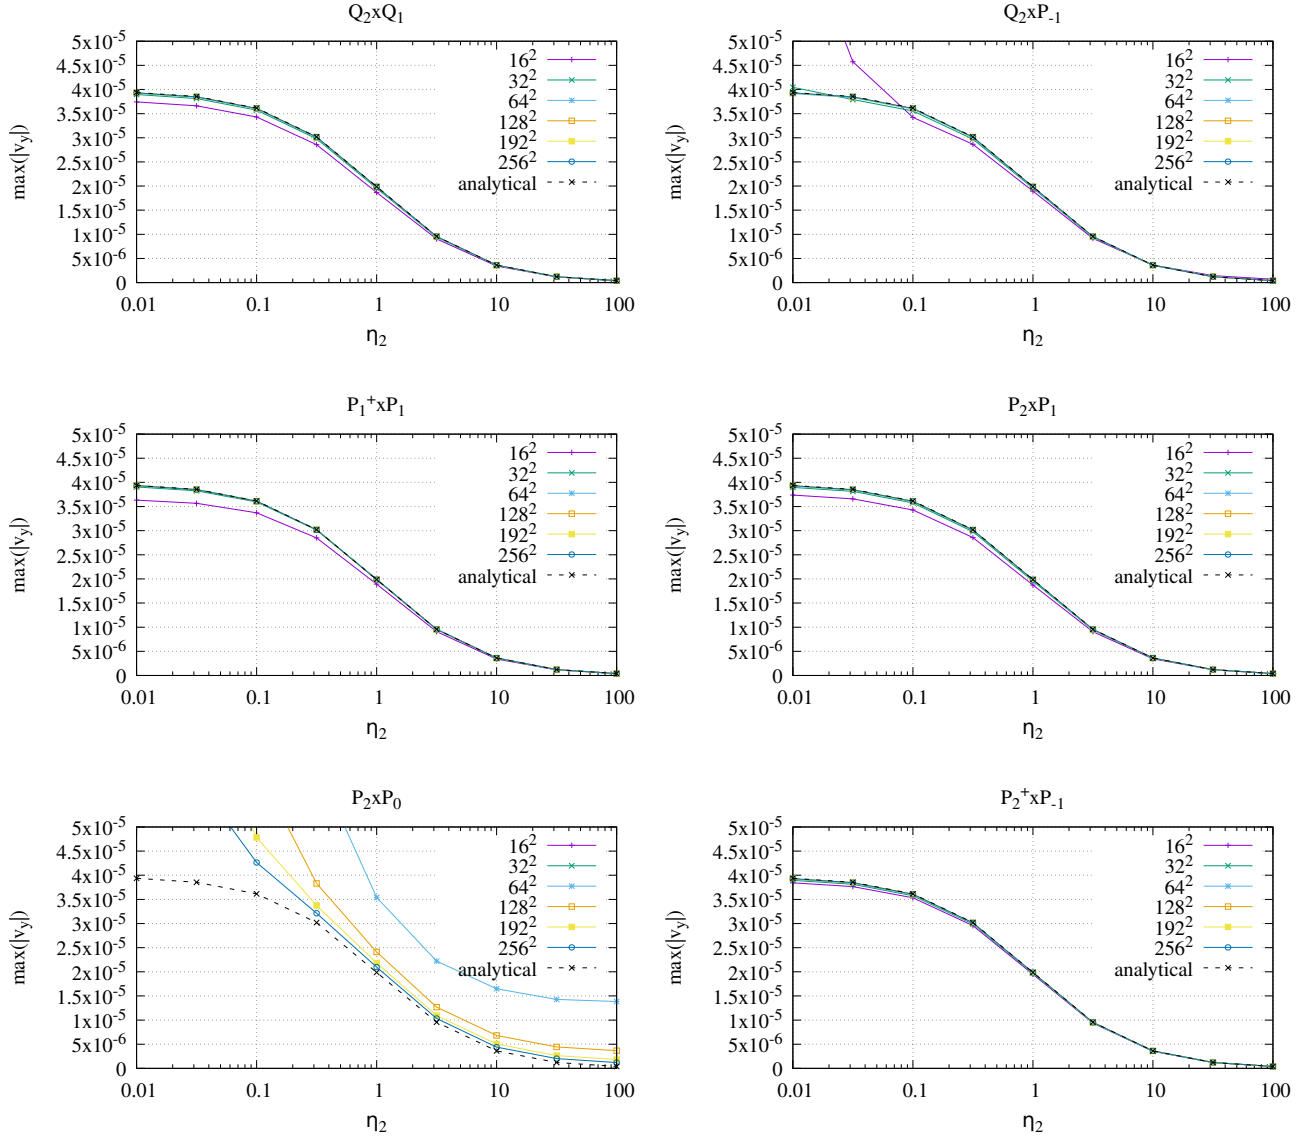 Q₂xQ₁
max(|v_y|)
5x10⁻⁵
4.5x10⁻⁵
4x10⁻⁵
3.5x10⁻⁵
3x10⁻⁵
2.5x10⁻⁵
2x10⁻⁵
1.5x10⁻⁵
1x10⁻⁵
5x10⁻⁶
0
16²
32²
64²
128²
192²
256²
analytical
0.01 0.1 1 10 100
η₂
Q₂xP₋₁
max(|v_y|)
5x10⁻⁵
4.5x10⁻⁵
4x10⁻⁵
3.5x10⁻⁵
3x10⁻⁵
2.5x10⁻⁵
2x10⁻⁵
1.5x10⁻⁵
1x10⁻⁵
5x10⁻⁶
0
16²
32²
64²
128²
192²
256²
analytical
0.01 0.1 1 10 100
η₂
P₁⁺xP₁
max(|v_y|)
5x10⁻⁵
4.5x10⁻⁵
4x10⁻⁵
3.5x10⁻⁵
3x10⁻⁵
2.5x10⁻⁵
2x10⁻⁵
1.5x10⁻⁵
1x10⁻⁵
5x10⁻⁶
0
16²
32²
64²
128²
192²
256²
analytical
0.01 0.1 1 10 100
η₂
P₂xP₁
max(|v_y|)
5x10⁻⁵
4.5x10⁻⁵
4x10⁻⁵
3.5x10⁻⁵
3x10⁻⁵
2.5x10⁻⁵
2x10⁻⁵
1.5x10⁻⁵
1x10⁻⁵
5x10⁻⁶
0
16²
32²
64²
128²
192²
256²
analytical
0.01 0.1 1 10 100
η₂
P₂xP₀
max(|v_y|)
5x10⁻⁵
4.5x10⁻⁵
4x10⁻⁵
3.5x10⁻⁵
3x10⁻⁵
2.5x10⁻⁵
2x10⁻⁵
1.5x10⁻⁵
1x10⁻⁵
5x10⁻⁶
0
16²
32²
64²
128²
192²
256²
analytical
0.01 0.1 1 10 100
η₂
P₂⁺xP₋₁
max(|v_y|)
5x10⁻⁵
4.5x10⁻⁵
4x10⁻⁵
3.5x10⁻⁵
3x10⁻⁵
2.5x10⁻⁵
2x10⁻⁵
1.5x10⁻⁵
1x10⁻⁵
5x10⁻⁶
0
16²
32²
64²
128²
192²
256²
analytical
0.01 0.1 1 10 100
η₂